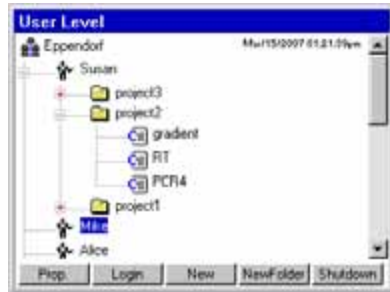 User Level
Eppendorf Mar/15/2007 01:21:39pm
Susan
project3
project2
gradient
RT
PCR4
project1
Mike
Alice
Prop. Login New NewFolder Shutdown